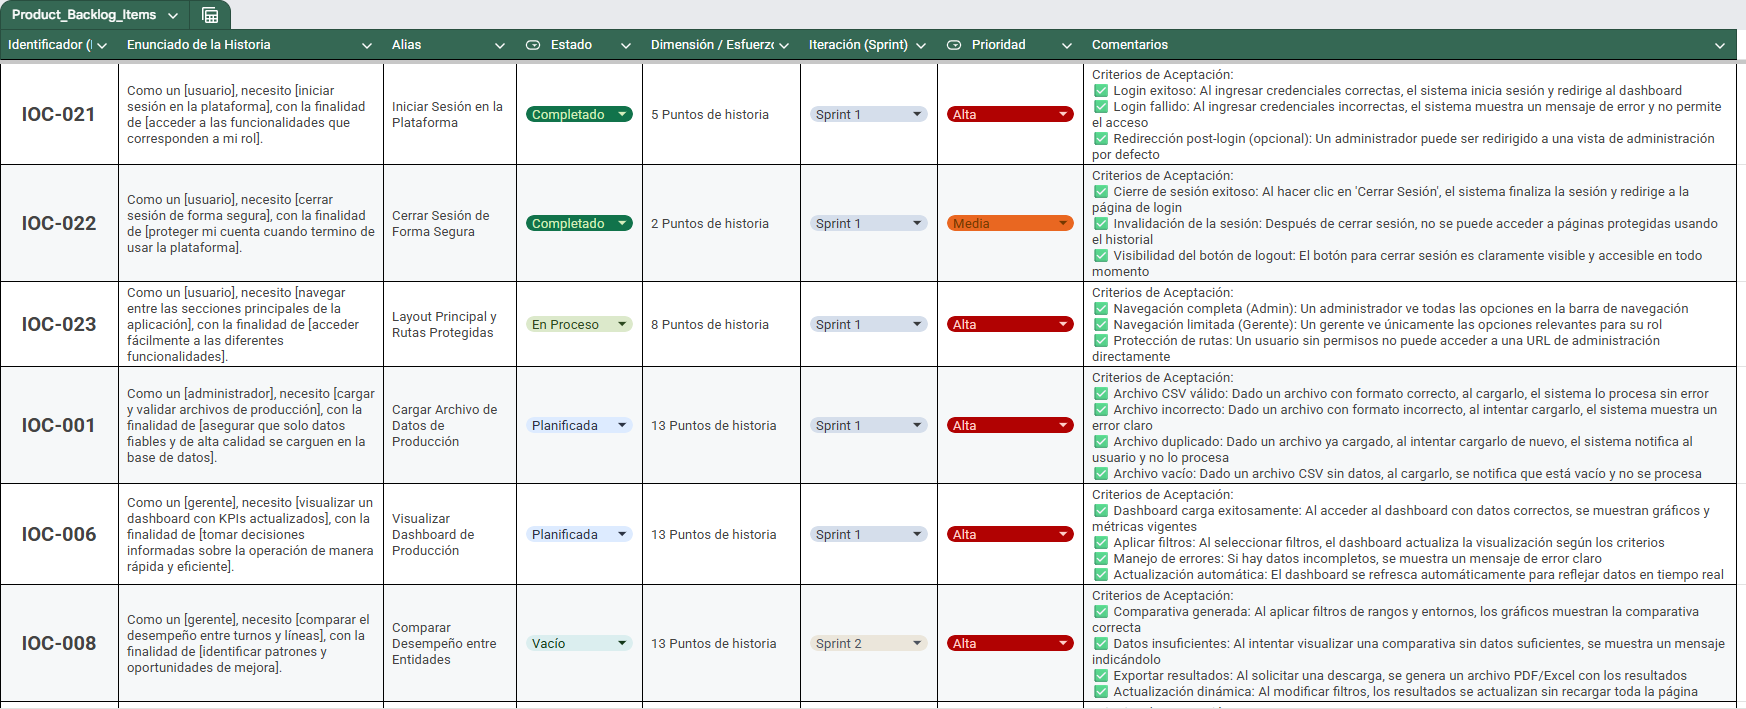 Product_Backlog_Items
Identificador (I
Enunciado de la Historia
Alias
Estado
Dimensión / Esfuerzo
Iteración (Sprint)
Prioridad
Comentarios
IOC-021
Como un [usuario], necesito [iniciar
sesión en la plataforma], con la finalidad
de [acceder a las funcionalidades que
corresponden a mi rol].
Iniciar Sesión en la
Plataforma
Completado
5 Puntos de historia
Sprint 1
Alta
Criterios de Aceptación:
✅ Login exitoso: Al ingresar credenciales correctas, el sistema inicia sesión y redirige al dashboard
✅ Login fallido: Al ingresar credenciales incorrectas, el sistema muestra un mensaje de error y no permite
el acceso
✅ Redirección post-login (opcional): Un administrador puede ser redirigido a una vista de administración
por defecto
IOC-022
Como un [usuario], necesito [cerrar
sesión de forma segura], con la finalidad
de [proteger mi cuenta cuando termino de
usar la plataforma].
Cerrar Sesión de
Forma Segura
Completado
2 Puntos de historia
Sprint 1
Media
Criterios de Aceptación:
✅ Cierre de sesión exitoso: Al hacer clic en 'Cerrar Sesión', el sistema finaliza la sesión y redirige a la
página de login
✅ Invalidación de la sesión: Después de cerrar sesión, no se puede acceder a páginas protegidas usando
el historial
✅ Visibilidad del botón de logout: El botón para cerrar sesión es claramente visible y accesible en todo
momento
IOC-023
Como un [usuario], necesito [navegar
entre las secciones principales de la
aplicación], con la finalidad de [acceder
fácilmente a las diferentes
funcionalidades].
Layout Principal y
Rutas Protegidas
En Proceso
8 Puntos de historia
Sprint 1
Alta
Criterios de Aceptación:
✅ Navegación completa (Admin): Un administrador ve todas las opciones en la barra de navegación
✅ Navegación limitada (Gerente): Un gerente ve únicamente las opciones relevantes para su rol
✅ Protección de rutas: Un usuario sin permisos no puede acceder a una URL de administración
directamente
IOC-001
Como un [administrador], necesito [cargar
y validar archivos de producción], con la
finalidad de [asegurar que solo datos
fiables y de alta calidad se carguen en la
base de datos].
Cargar Archivo de
Datos de
Producción
Planificada
13 Puntos de historia
Sprint 1
Alta
Criterios de Aceptación:
✅ Archivo CSV válido: Dado un archivo con formato correcto, al cargarlo, el sistema lo procesa sin error
✅ Archivo incorrecto: Dado un archivo con formato incorrecto, al intentar cargarlo, el sistema muestra un
error claro
✅ Archivo duplicado: Dado un archivo ya cargado, al intentar cargarlo de nuevo, el sistema notifica al
usuario y no lo procesa
✅ Archivo vacío: Dado un archivo CSV sin datos, al cargarlo, se notifica que está vacío y no se procesa
IOC-006
Como un [gerente], necesito [visualizar un
dashboard con KPIs actualizados], con la
finalidad de [tomar decisiones
informadas sobre la operación de manera
rápida y eficiente].
Visualizar
Dashboard de
Producción
Planificada
13 Puntos de historia
Sprint 1
Alta
Criterios de Aceptación:
✅ Dashboard carga exitosamente: Al acceder al dashboard con datos correctos, se muestran gráficos y
métricas vigentes
✅ Aplicar filtros: Al seleccionar filtros, el dashboard actualiza la visualización según los criterios
✅ Manejo de errores: Si hay datos incompletos, se muestra un mensaje de error claro
✅ Actualización automática: El dashboard se refresca automáticamente para reflejar datos en tiempo real
IOC-008
Como un [gerente], necesito [comparar el
desempeño entre turnos y líneas], con la
finalidad de [identificar patrones y
oportunidades de mejora].
Comparar
Desempeño entre
Entidades
Vacío
13 Puntos de historia
Sprint 2
Alta
Criterios de Aceptación:
✅ Comparativa generada: Al aplicar filtros de rangos y entornos, los gráficos muestran la comparativa
correcta
✅ Datos insuficientes: Al intentar visualizar una comparativa sin datos suficientes, se muestra un mensaje
indicándolo
✅ Exportar resultados: Al solicitar una descarga, se genera un archivo PDF/Excel con los resultados
✅ Actualización dinámica: Al modificar filtros, los resultados se actualizan sin recargar toda la página